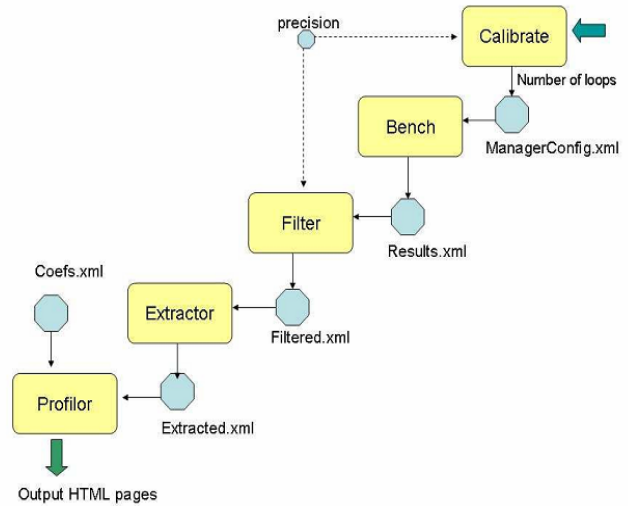 precision
Calibrate
Number of loops
Bench
ManagerConfig.xml
Filter
Results.xml
Coefs.xml
Extractor
Filtered.xml
Profilor
Extracted.xml
Output HTML pages